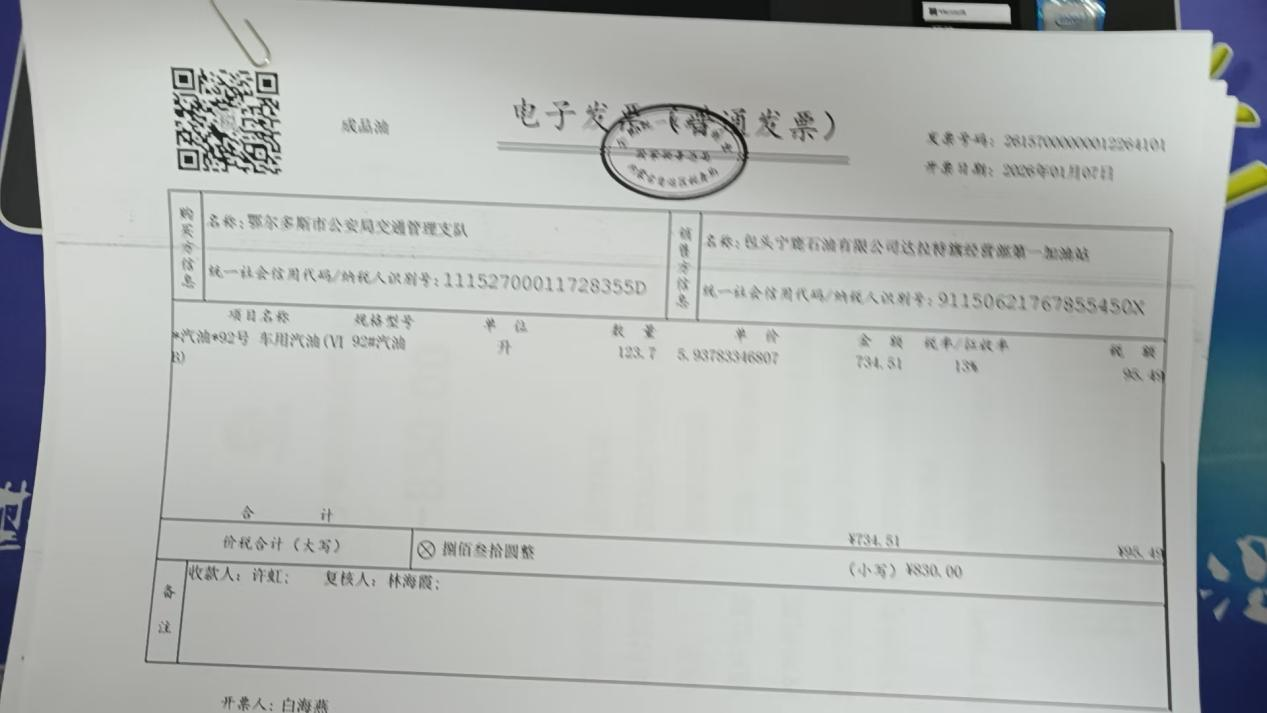 成品油
电子发票（普通发票）
发票号码：26157000000012264101
开票日期：2026年01月07日
购买方信息
名称：鄂尔多斯市公安局交通管理支队
统一社会信用代码/纳税人识别号：11152700011728355D
销售方信息
名称：包头宁鹿石油有限公司达拉特旗经营部第一加油站
统一社会信用代码/纳税人识别号：91150621767855450X
项目名称 规格型号 单位 数量 单价 金额 税率/征收率 税额
*汽油*92号 车用汽油(VI 92#汽油 升 123.7 5.93783346807 734.51 13% 95.49
B)
合计 ¥734.51 ¥95.49
价税合计（大写） ⊗ 捌佰叁拾圆整 （小写）¥830.00
备注
收款人：许虹； 复核人：林海霞；
开票人：白海燕